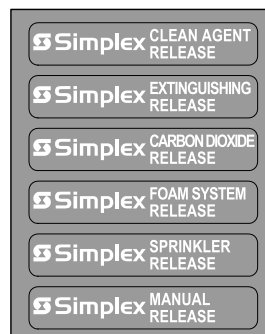 Simplex CLEAN AGENT
RELEASE
Simplex EXTINGUISHING
RELEASE
Simplex CARBON DIOXIDE
RELEASE
Simplex FOAM SYSTEM
RELEASE
Simplex SPRINKLER
RELEASE
Simplex MANUAL
RELEASE